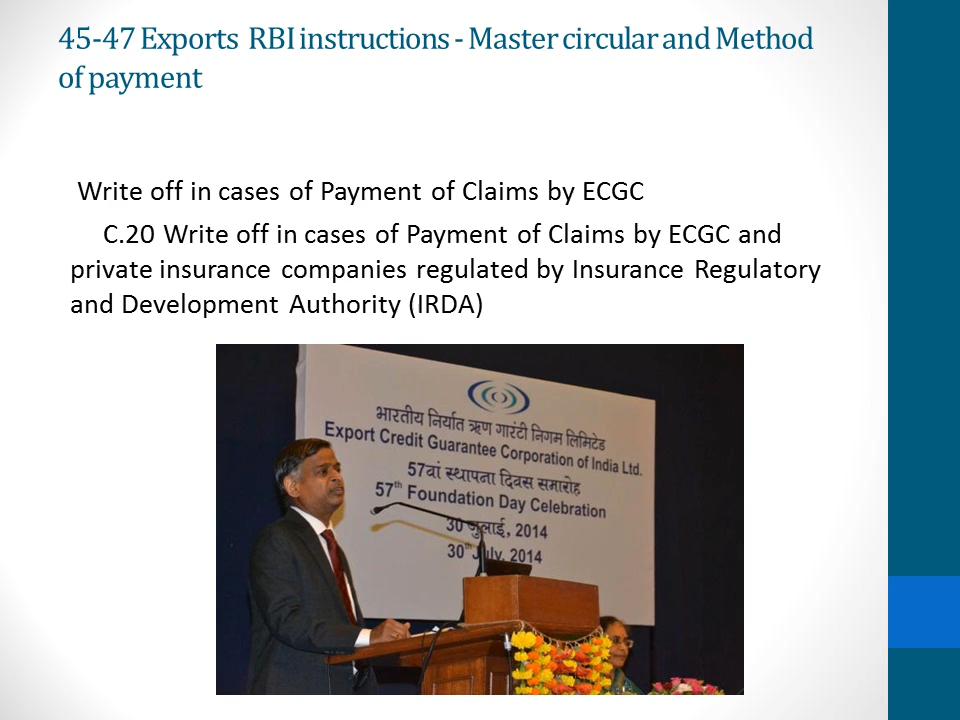 45-47 Exports RBI instructions - Master circular and Method
of payment
Write off in cases of Payment of Claims by ECGC
C.20 Write off in cases of Payment of Claims by ECGC and
private insurance companies regulated by Insurance Regulatory
and Development Authority (IRDA)
भारतीय निर्यात ऋण गारंटी निगम लिमिटेड
Export Credit Guarantee Corporation of India Ltd.
57वां स्थापना दिवस समारोह
57th Foundation Day Celebration
30 जुलाई, 2014
30th July, 2014